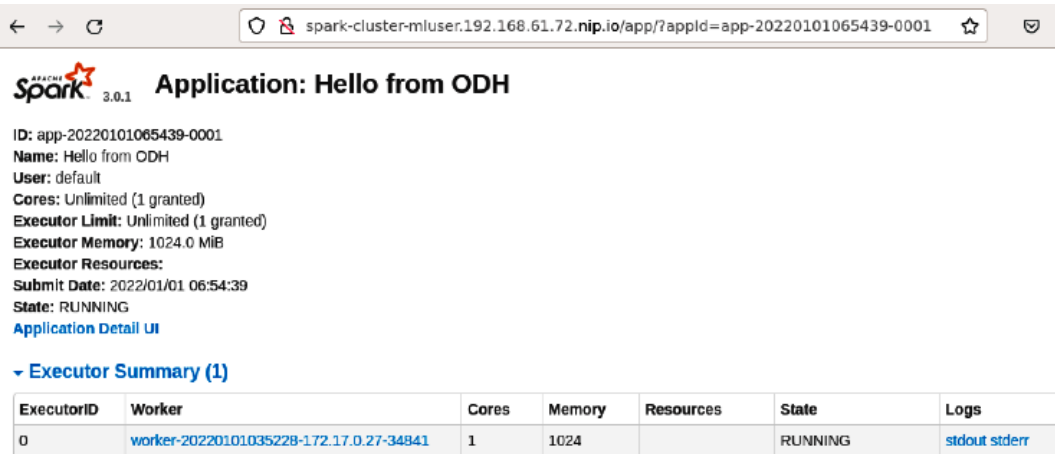 spark-cluster-mluser.192.168.61.72.nip.io/app/?appId=app-20220101065439-0001
APACHE
Spark 3.0.1 Application: Hello from ODH
ID: app-20220101065439-0001
Name: Hello from ODH
User: default
Cores: Unlimited (1 granted)
Executor Limit: Unlimited (1 granted)
Executor Memory: 1024.0 MiB
Executor Resources:
Submit Date: 2022/01/01 06:54:39
State: RUNNING
Application Detail UI
Executor Summary (1)
ExecutorID Worker Cores Memory Resources State Logs
0 worker-20220101035228-172.17.0.27-34841 1 1024 RUNNING stdout stderr